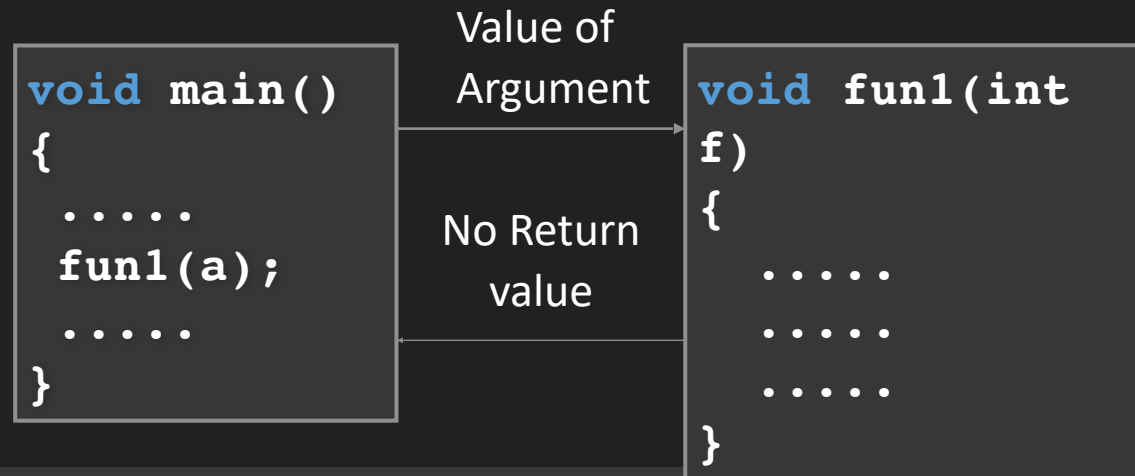 void main()
{
.....
fun1(a);
.....
}
Value of
Argument
No Return
value
void fun1(int
f)
{
.....
.....
.....
}